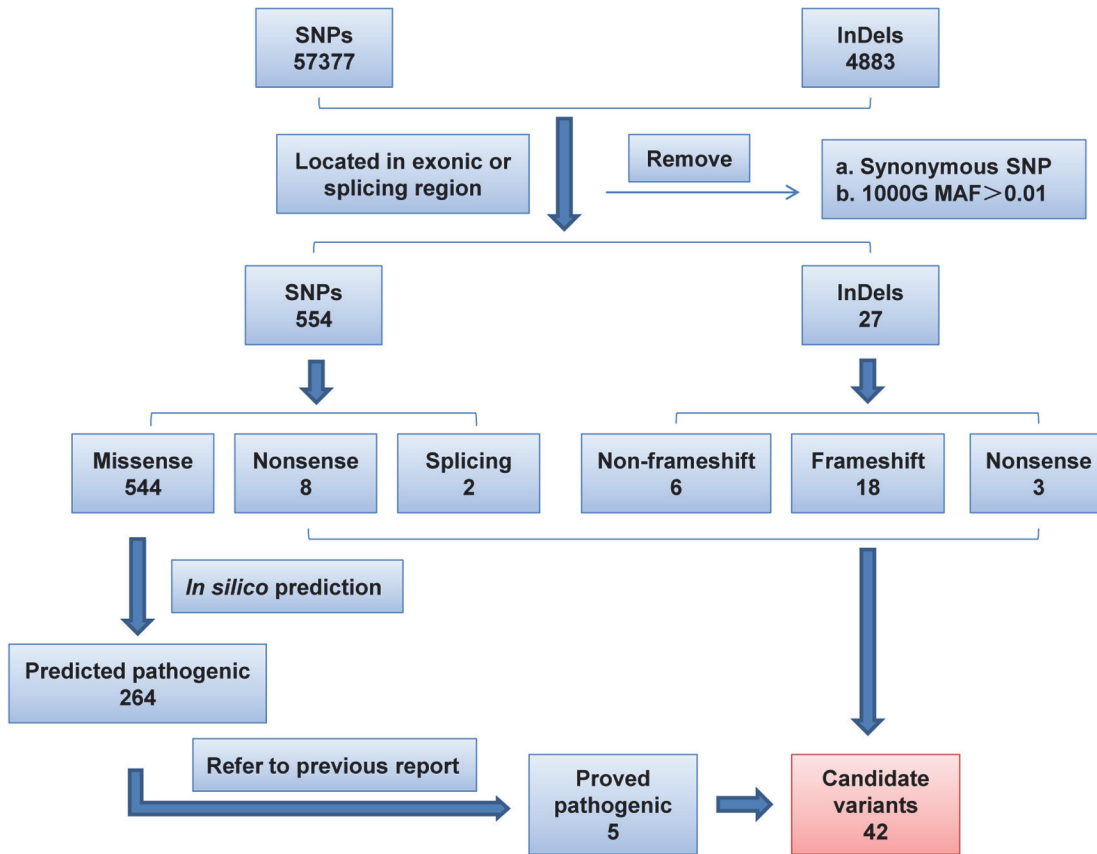 SNPs
57377
InDels
4883
Located in exonic or
splicing region
Remove
a. Synonymous SNP
b. 1000G MAF＞0.01
SNPs
554
InDels
27
Missense
544
Nonsense
8
Splicing
2
Non-frameshift
6
Frameshift
18
Nonsense
3
In silico prediction
Predicted pathogenic
264
Refer to previous report
Proved
pathogenic
5
Candidate
variants
42